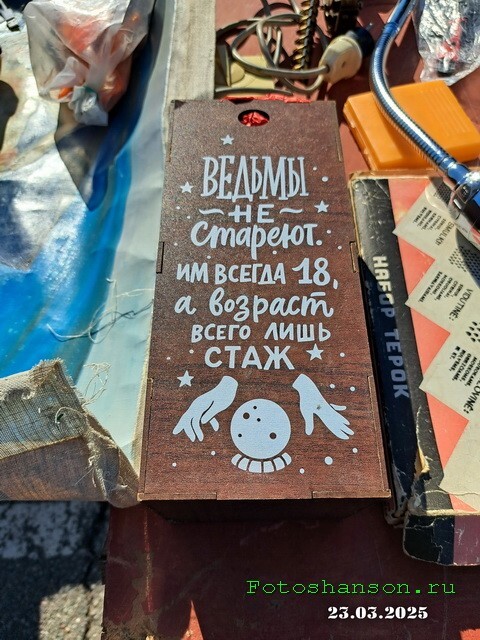 ВЕДЬМЫ
НЕ
стареют.
им всегда 18,
а возраст
всего лишь
СТАЖ
НАБОР ТЕРОК
Fotoshanson.ru
23.03.2025